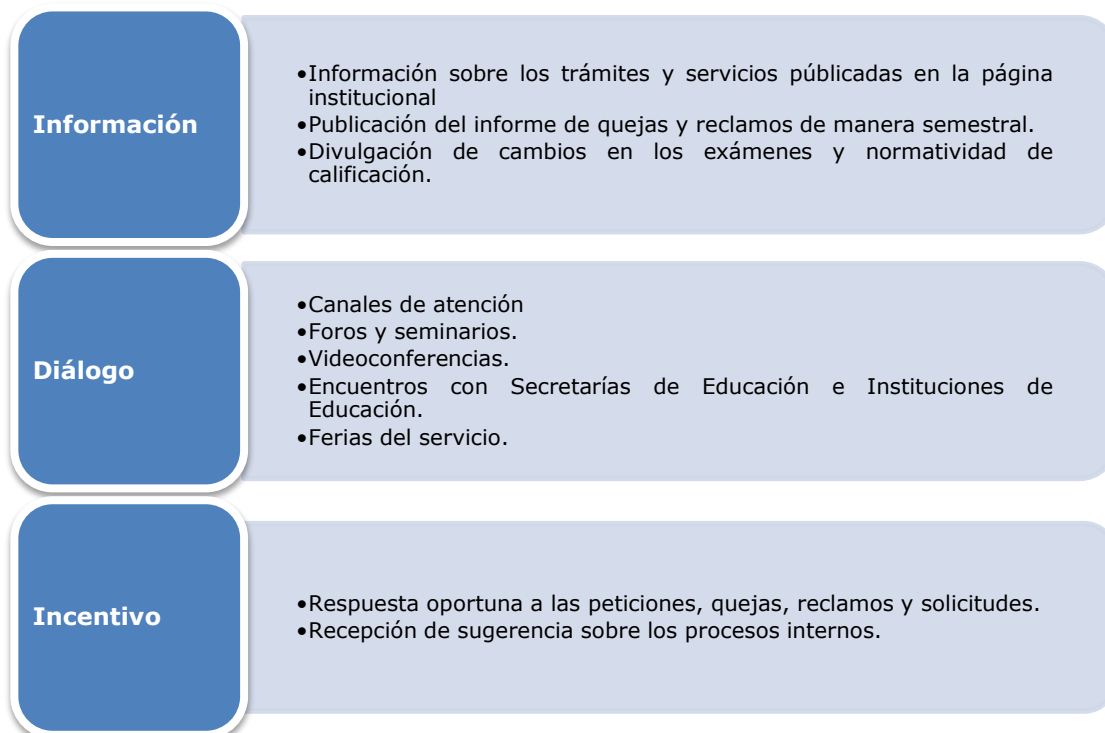 Información
•Información sobre los trámites y servicios públicadas en la página
institucional
•Publicación del informe de quejas y reclamos de manera semestral.
•Divulgación de cambios en los exámenes y normatividad de
calificación.
Diálogo
•Canales de atención
•Foros y seminarios.
•Videoconferencias.
•Encuentros con Secretarías de Educación e Instituciones de
Educación.
•Ferias del servicio.
Incentivo
•Respuesta oportuna a las peticiones, quejas, reclamos y solicitudes.
•Recepción de sugerencia sobre los procesos internos.